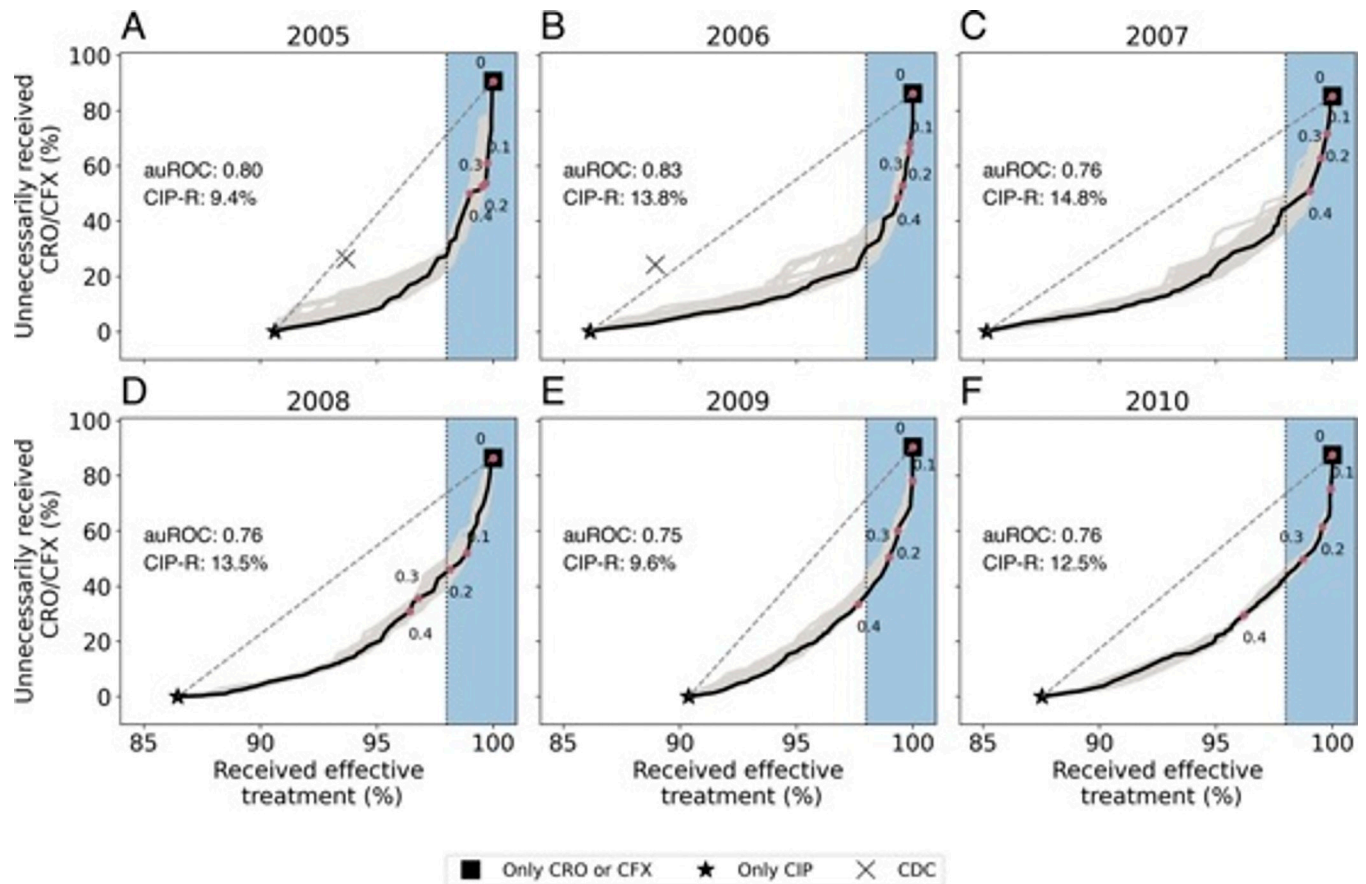 A
2005
B
2006
C
2007
Unnecessarily received
CRO/CFX (%)
100
80
60
40
20
0
auROC: 0.80
CIP-R: 9.4%
0
0.1
0.3
0.2
0.4
auROC: 0.83
CIP-R: 13.8%
0
0.1
0.3
0.2
0.4
auROC: 0.76
CIP-R: 14.8%
0
0.1
0.3
0.2
0.4
D
2008
E
2009
F
2010
Unnecessarily received
CRO/CFX (%)
100
80
60
40
20
0
auROC: 0.76
CIP-R: 13.5%
0
0.1
0.3
0.2
0.4
auROC: 0.75
CIP-R: 9.6%
0
0.1
0.3
0.2
0.4
auROC: 0.76
CIP-R: 12.5%
0
0.1
0.3
0.2
0.4
85 90 95 100
85 90 95 100
85 90 95 100
Received effective
treatment (%)
Received effective
treatment (%)
Received effective
treatment (%)
Only CRO or CFX Only CIP CDC